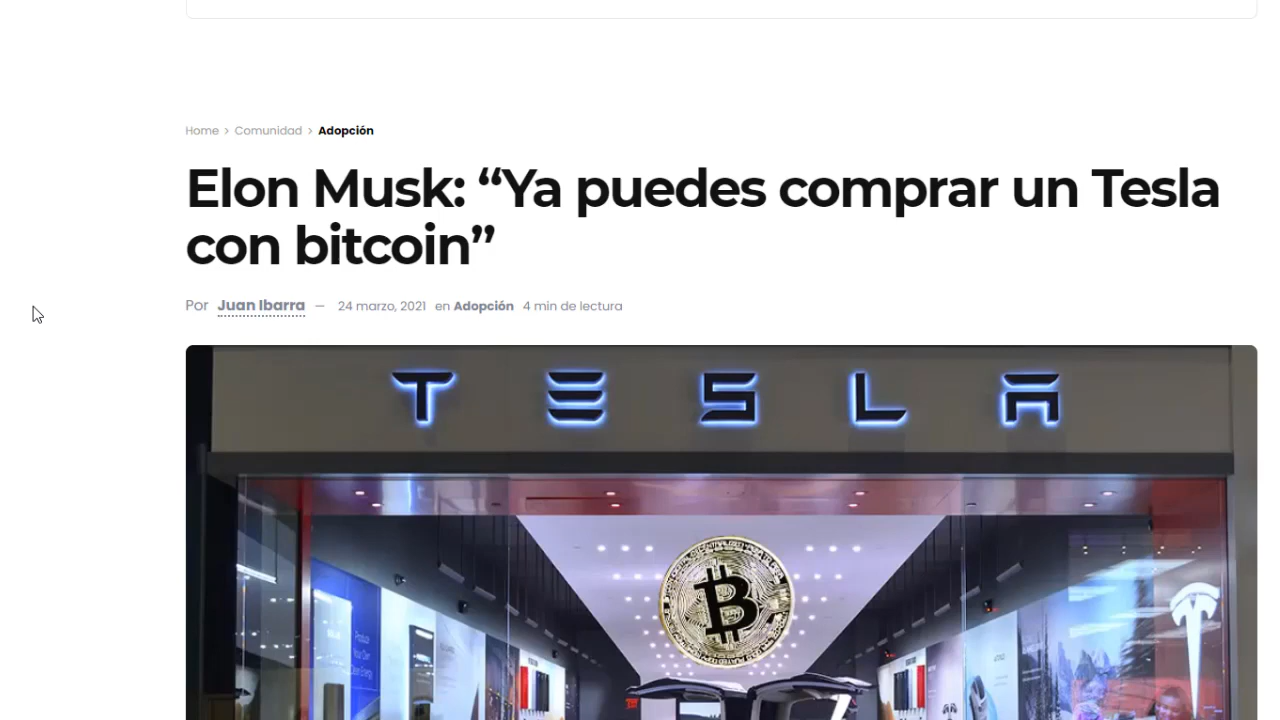 Home > Comunidad > Adopción
Elon Musk: “Ya puedes comprar un Tesla
con bitcoin”
Por Juan Ibarra — 24 marzo, 2021 en Adopción 4 min de lectura
TESLA